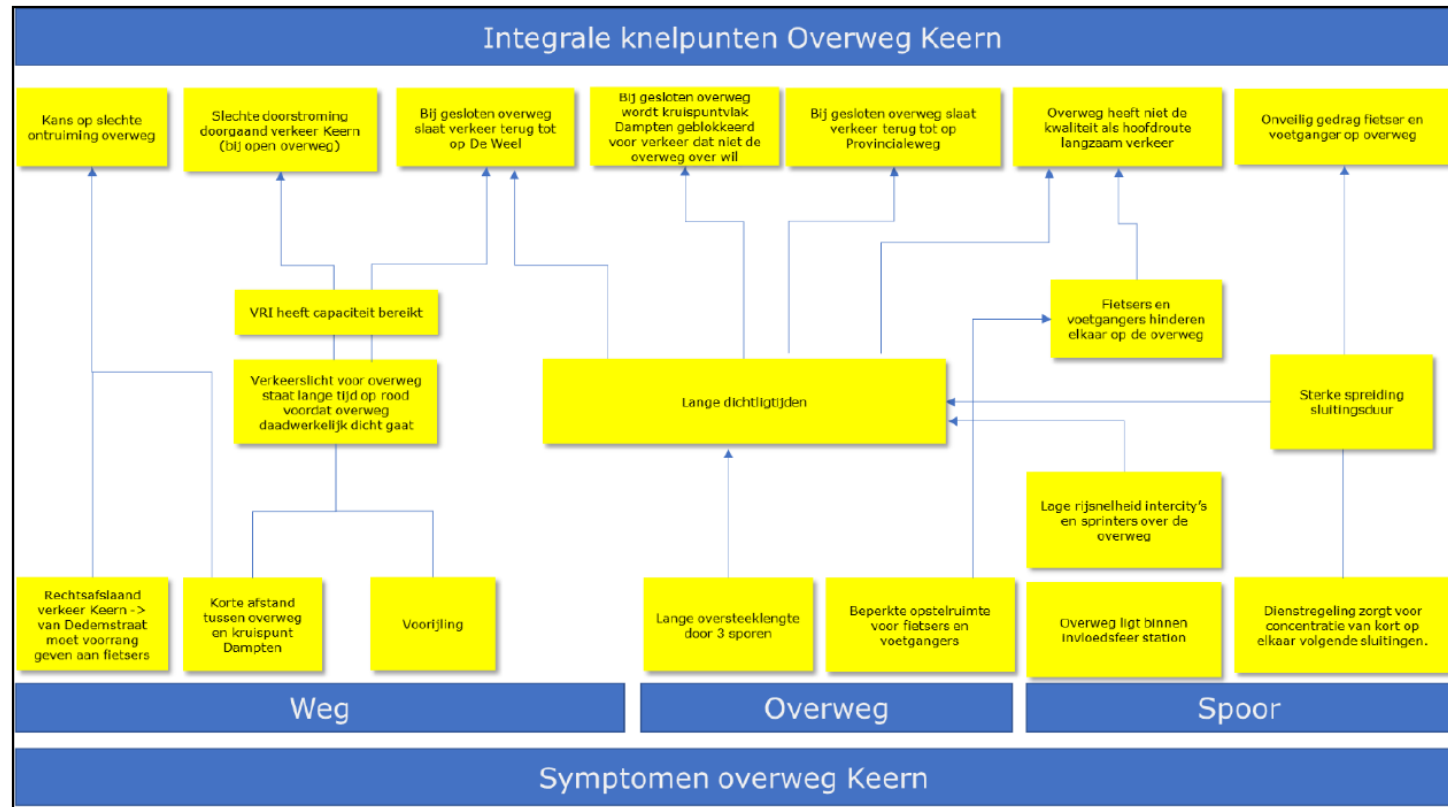 Integrale knelpunten Overweg Keern
Kans op slechte
ontruiming overweg
Slechte doorstroming
doorgaand verkeer Keern
(bij open overweg)
Bij gesloten overweg
slaat verkeer terug tot
op De Weel
Bij gesloten overweg
wordt kruispuntvlak
Dampten geblokkeerd
voor verkeer dat niet de
overweg over wil
Bij gesloten overweg slaat
verkeer terug tot op
Provincialeweg
Overweg heeft niet de
kwaliteit als hoofdroute
langzaam verkeer
Onveilig gedrag fietser en
voetganger op overweg
VRI heeft capaciteit bereikt
Fietsers en
voetgangers hinderen
elkaar op de overweg
Verkeerslicht voor overweg
staat lange tijd op rood
voordat overweg
daadwerkelijk dicht gaat
Lange dichtligtijden
Sterke spreiding
sluitingsduur
Lage rijsnelheid intercity's
en sprinters over de
overweg
Rechtsafslaand
verkeer Keern ->
van Dedemstraat
moet voorrang
geven aan fietsers
Korte afstand
tussen overweg
en kruispunt
Dampten
Voorijling
Lange oversteeklengte
door 3 sporen
Beperkte opstelruimte
voor fietsers en
voetgangers
Overweg ligt binnen
invloedsfeer station
Dienstregeling zorgt voor
concentratie van kort op
elkaar volgende sluitingen.
Weg
Overweg
Spoor
Symptomen overweg Keern